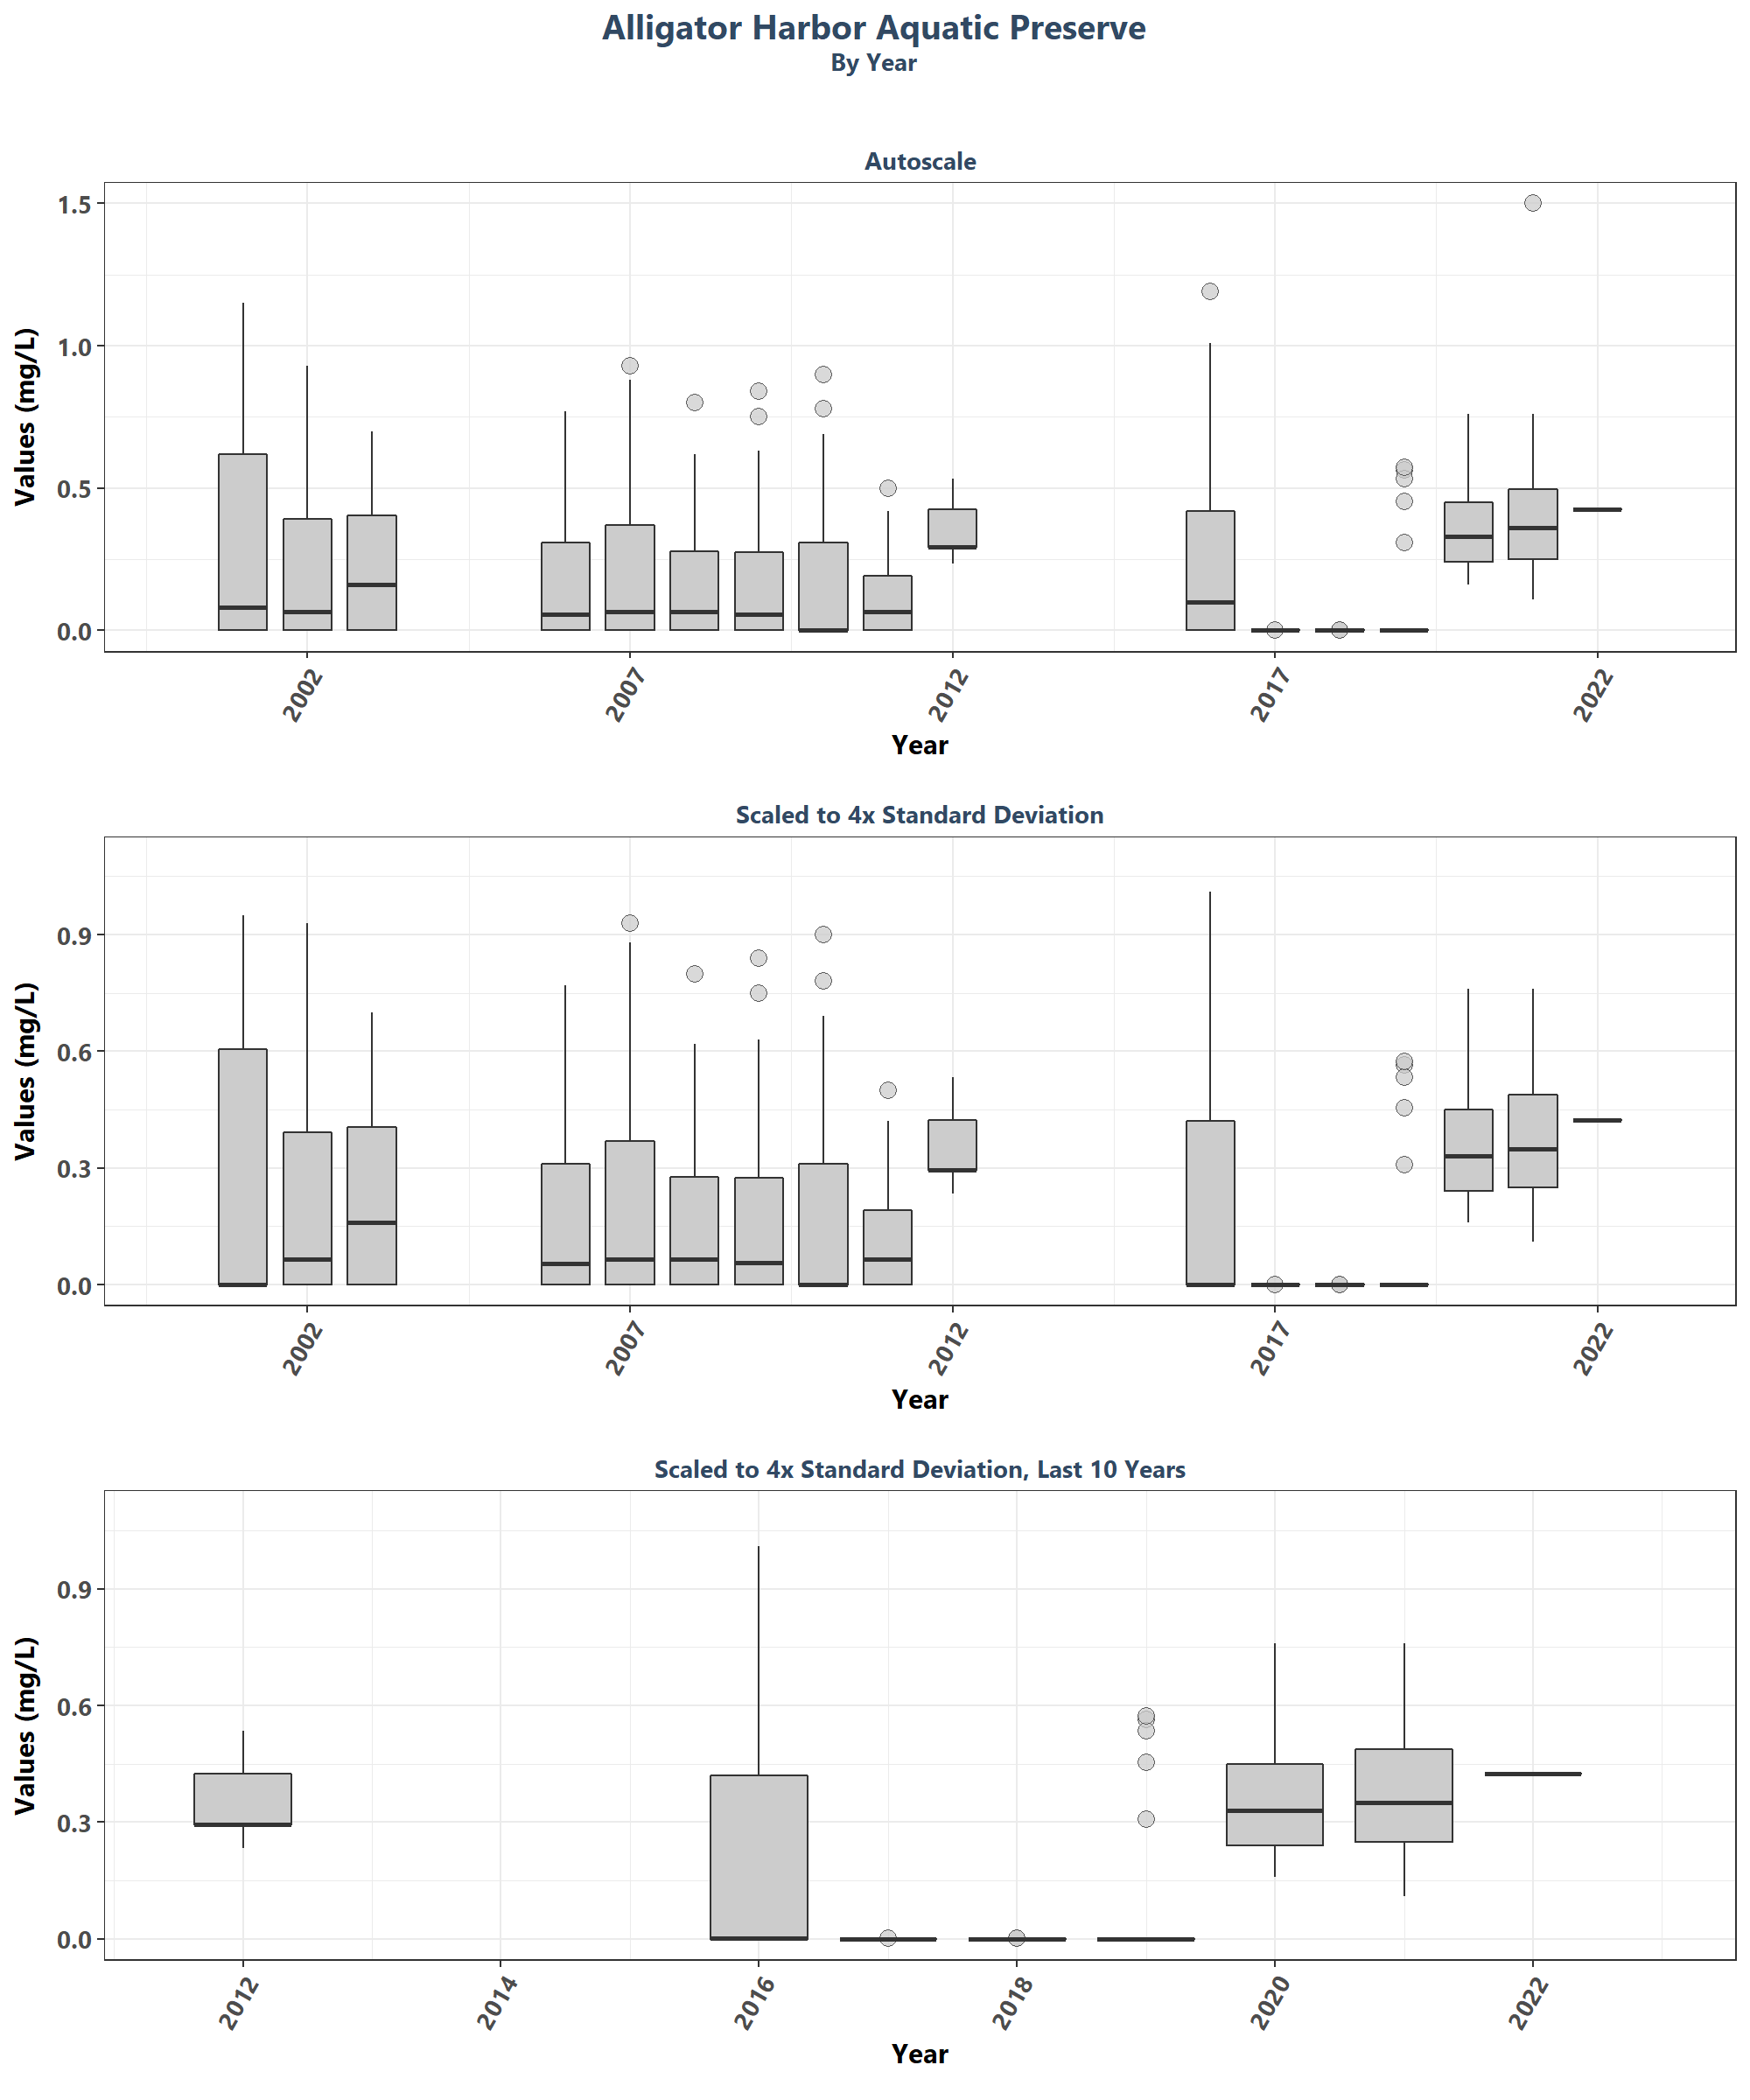 Alligator Harbor Aquatic Preserve
By Year
Autoscale
Values (mg/L)
1.5
1.0
0.5
0.0
2002 2007 2012 2017 2022
Year
Scaled to 4x Standard Deviation
Values (mg/L)
0.9
0.6
0.3
0.0
2002 2007 2012 2017 2022
Year
Scaled to 4x Standard Deviation, Last 10 Years
Values (mg/L)
0.9
0.6
0.3
0.0
2012 2014 2016 2018 2020 2022
Year